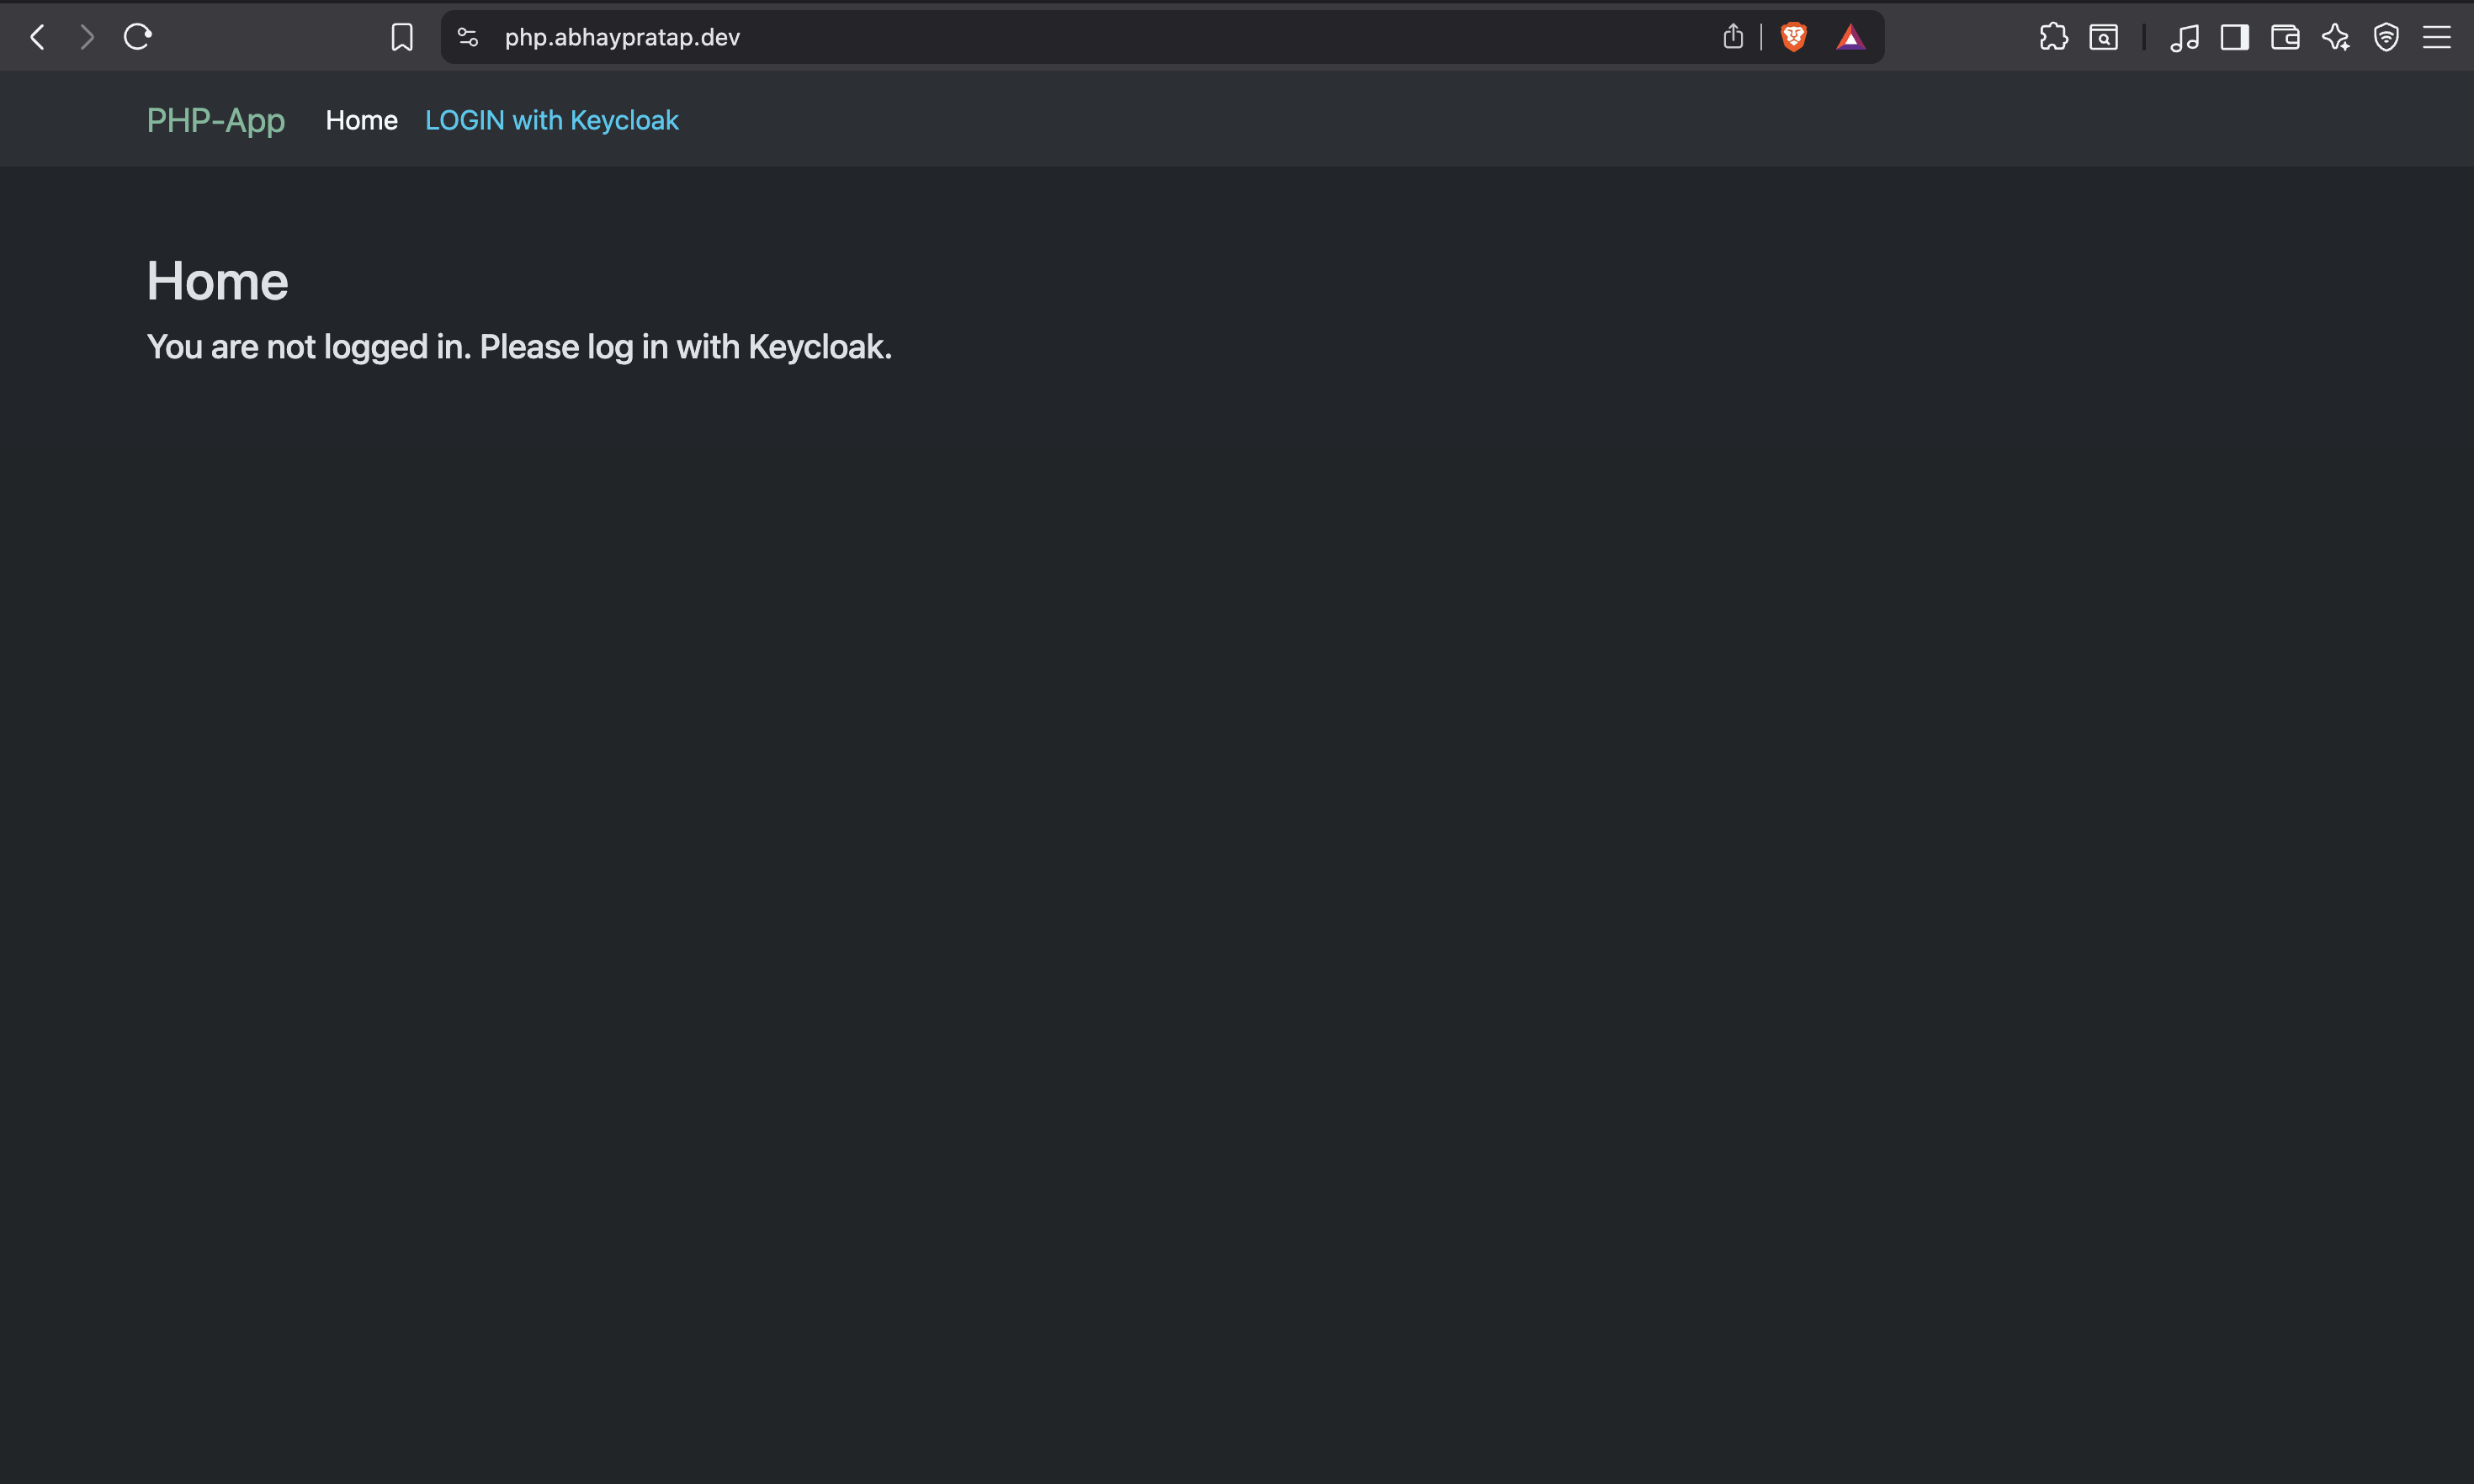 php.abhaypratap.dev
PHP-App Home LOGIN with Keycloak
Home
You are not logged in. Please log in with Keycloak.